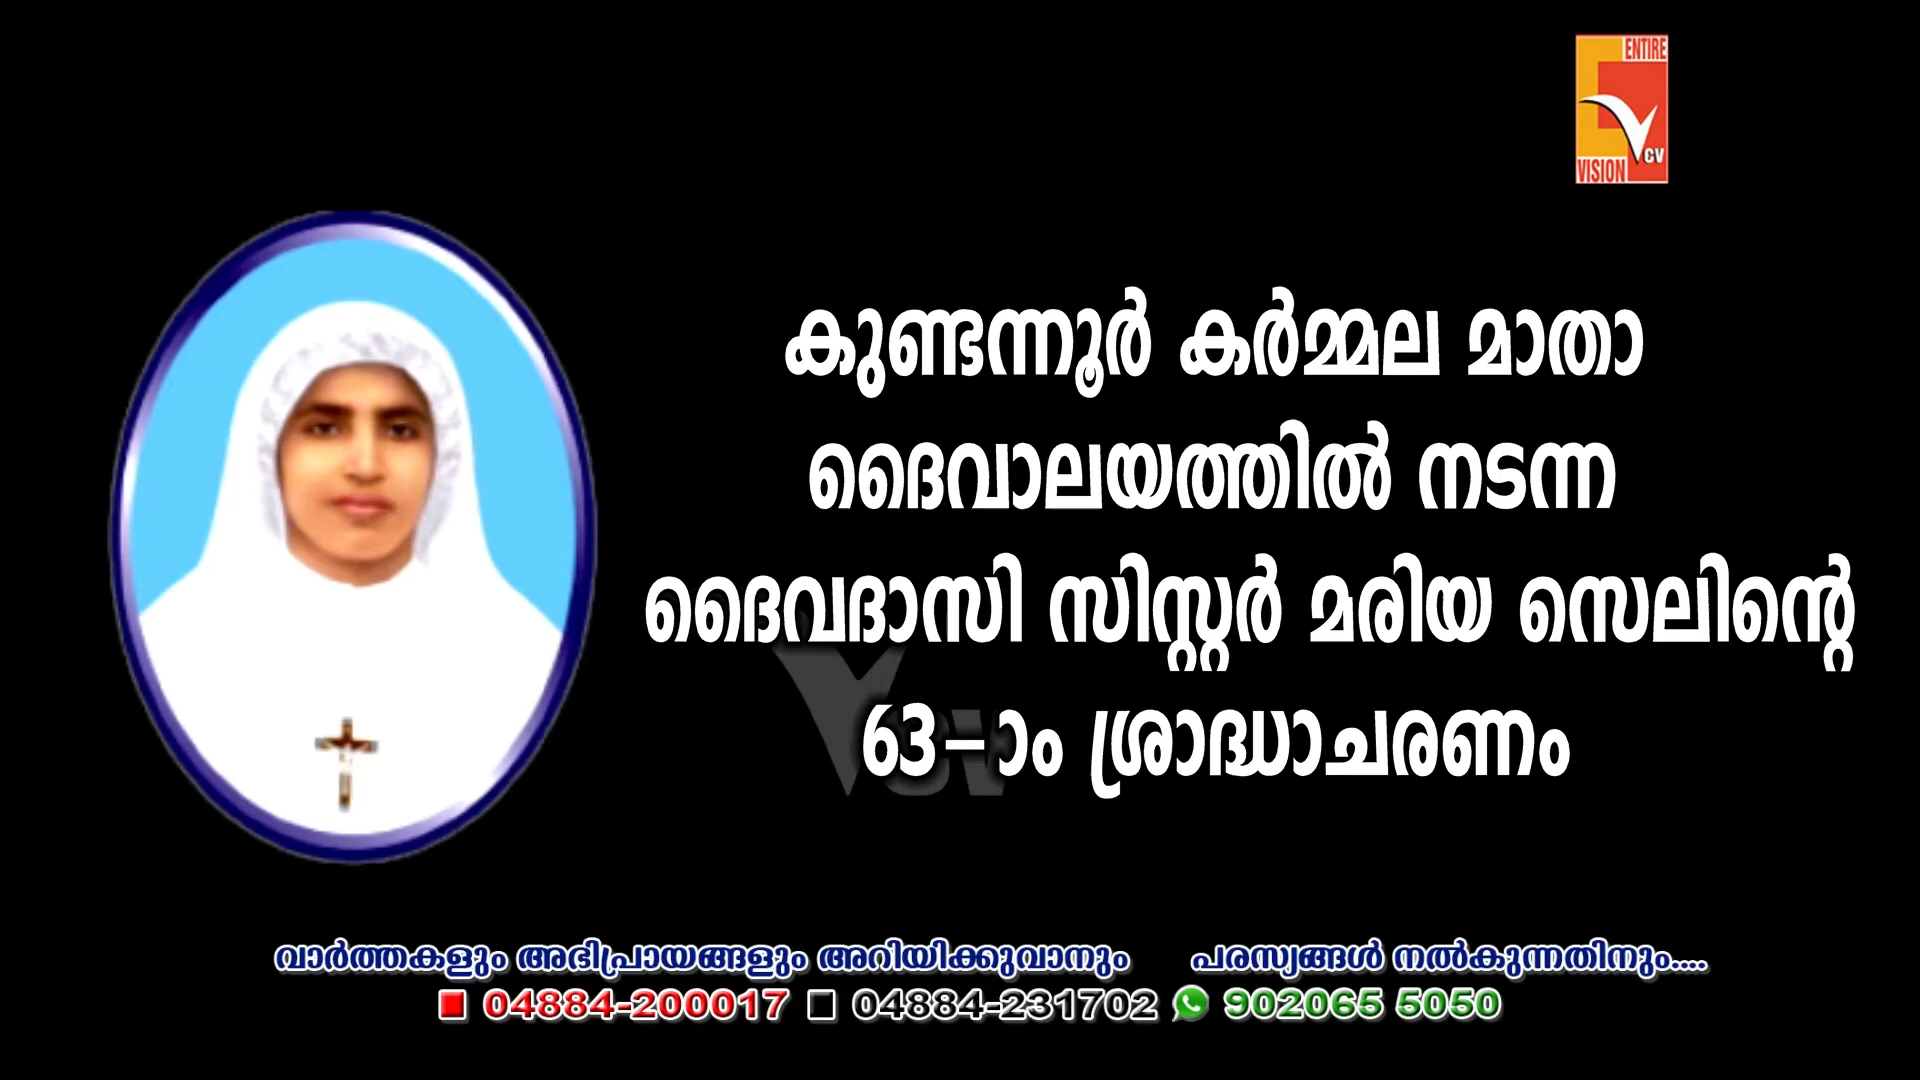 ENTIRE
CV
VISION
കുണ്ടന്നൂർ കർമ്മല മാതാ
ദൈവാലയത്തിൽ നടന്ന
ദൈവദാസി സിസ്റ്റർ മരിയ സെലിന്റെ
63-ാം ശ്രാദ്ധാചരണം
വാർത്തകളും അഭിപ്രായങ്ങളും അറിയിക്കുവാനും പരസ്യങ്ങൾ നൽകുന്നതിനും....
04884-200017 04884-231702 902065 5050